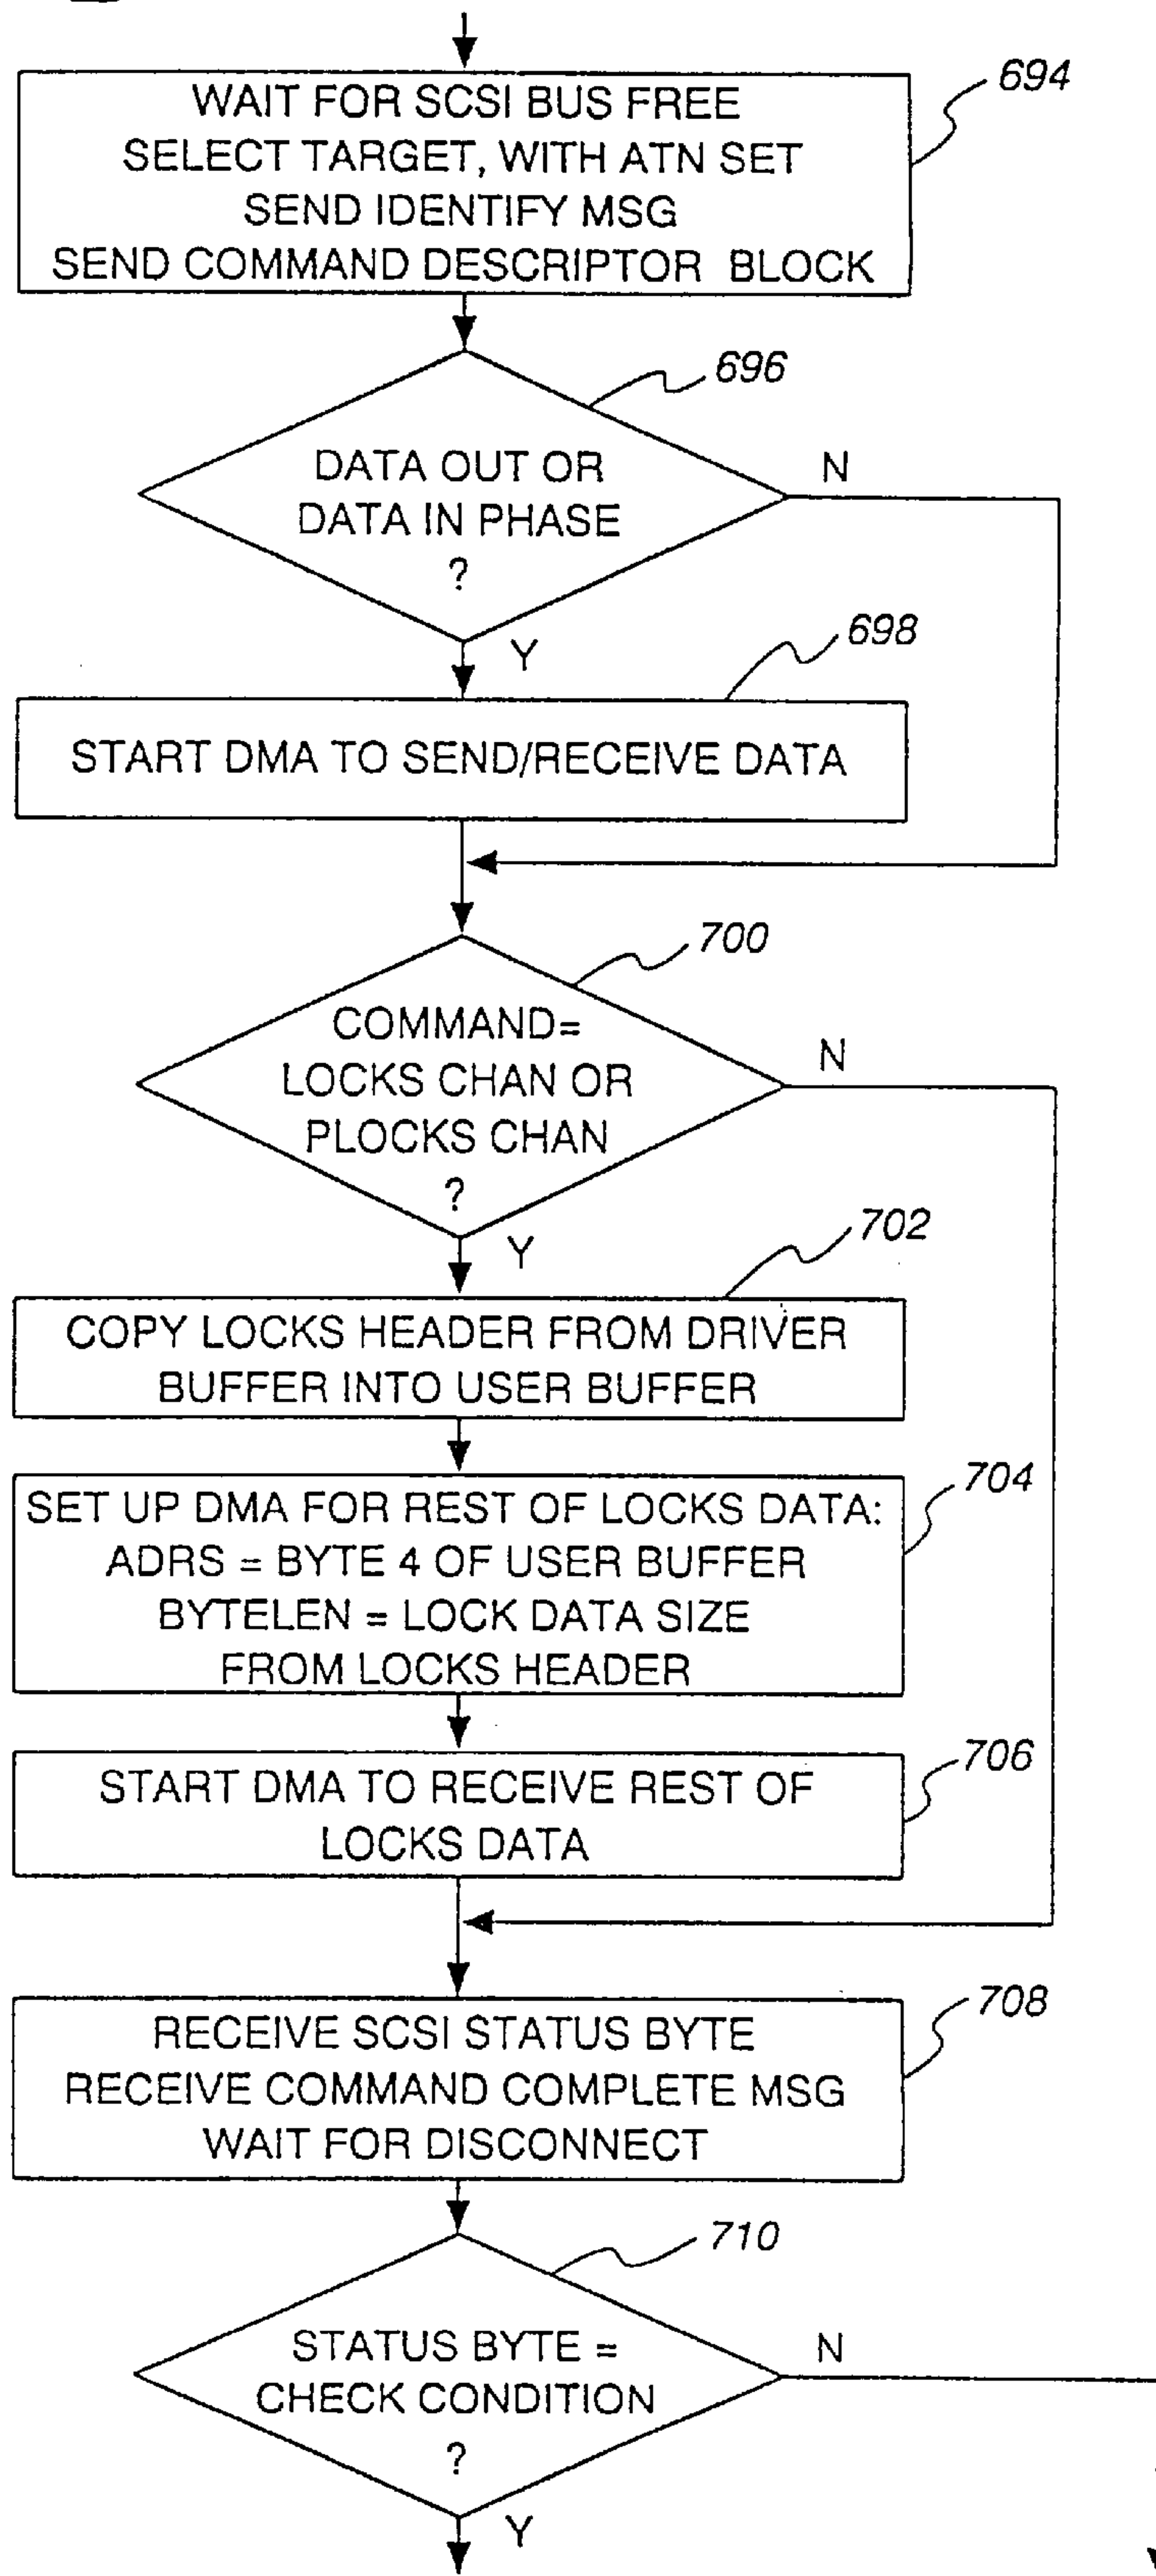 WAIT FOR SCSI BUS FREE
SELECT TARGET, WITH ATN SET
SEND IDENTIFY MSG
SEND COMMAND DESCRIPTOR BLOCK
694
696
DATA OUT OR
DATA IN PHASE
?
N
Y
698
START DMA TO SEND/RECEIVE DATA
700
COMMAND=
LOCKS CHAN OR
PLOCKS CHAN
?
N
Y
702
COPY LOCKS HEADER FROM DRIVER
BUFFER INTO USER BUFFER
704
SET UP DMA FOR REST OF LOCKS DATA:
ADRS = BYTE 4 OF USER BUFFER
BYTELEN = LOCK DATA SIZE
FROM LOCKS HEADER
706
START DMA TO RECEIVE REST OF
LOCKS DATA
708
RECEIVE SCSI STATUS BYTE
RECEIVE COMMAND COMPLETE MSG
WAIT FOR DISCONNECT
710
STATUS BYTE =
CHECK CONDITION
?
N
Y